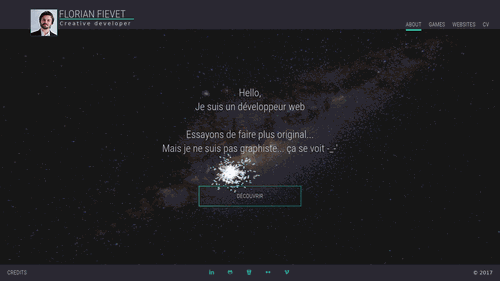 FLORIAN FIEVET
Creative developer
ABOUT GAMES WEBSITES CV
Hello,
Je suis un développeur web
Essayons de faire plus original...
Mais je ne suis pas graphiste... ça se voit -_-'
DÉCOUVRIR
CREDITS
© 2017